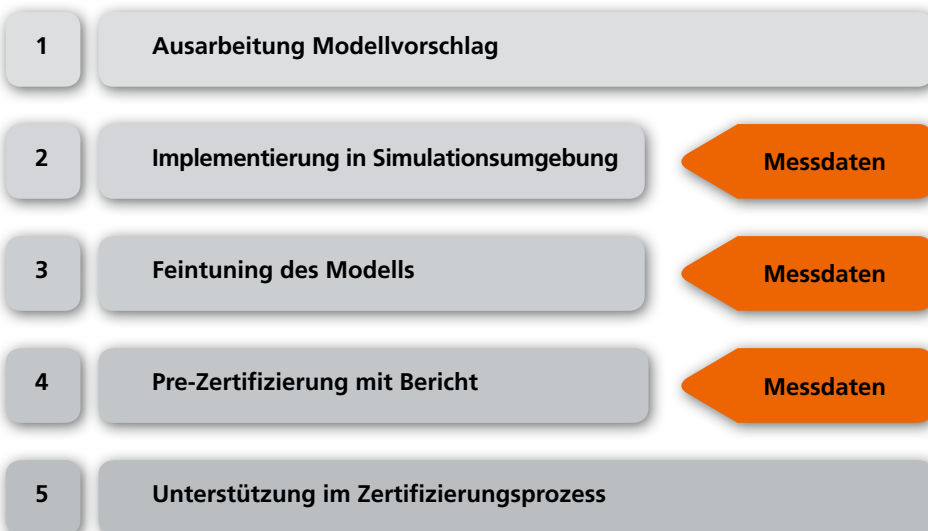 1 Ausarbeitung Modellvorschlag
2 Implementierung in Simulationsumgebung Messdaten
3 Feintuning des Modells Messdaten
4 Pre-Zertifizierung mit Bericht Messdaten
5 Unterstützung im Zertifizierungsprozess